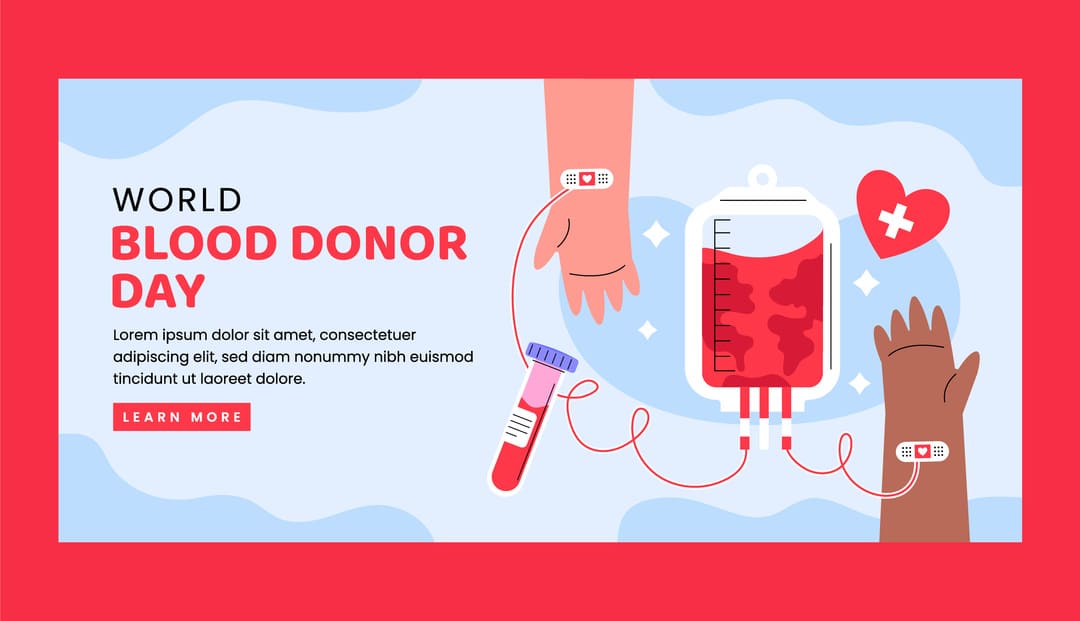 WORLD
BLOOD DONOR
DAY
Lorem ipsum dolor sit amet, consectetuer
adipiscing elit, sed diam nonummy nibh euismod
tincidunt ut laoreet dolore.
LEARN MORE